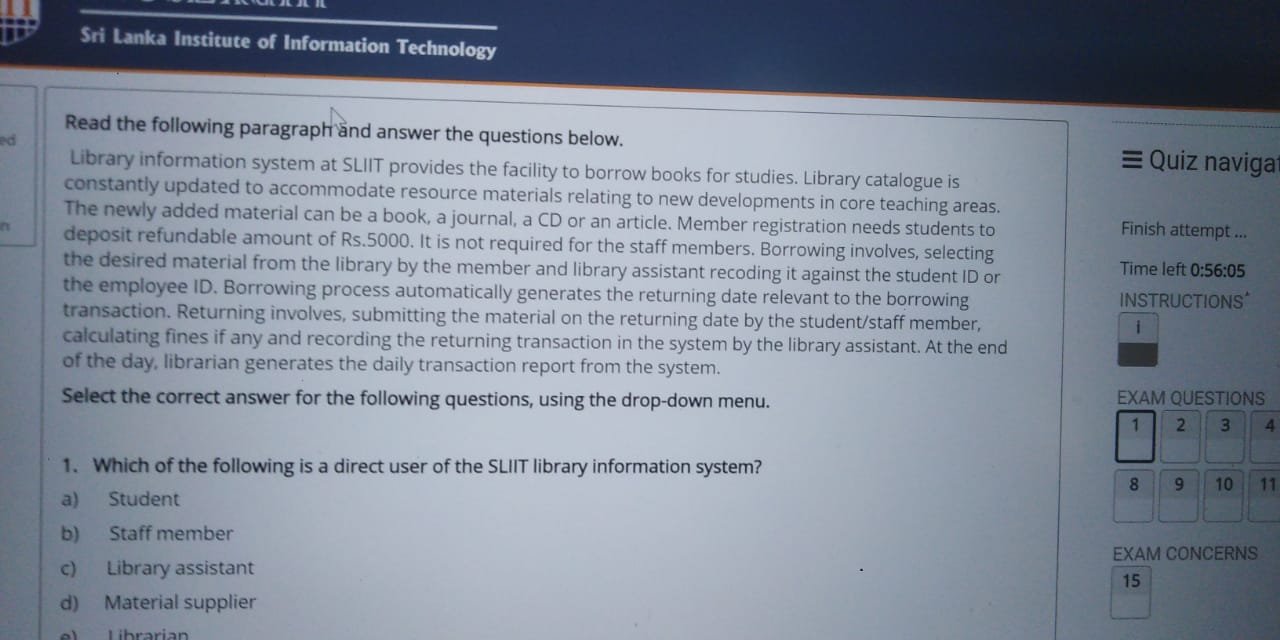 Sri Lanka Institute of Information Technology
Read the following paragraph and answer the questions below.
Library information system at SLIIT provides the facility to borrow books for studies. Library catalogue is
constantly updated to accommodate resource materials relating to new developments in core teaching areas.
The newly added material can be a book, a journal, a CD or an article. Member registration needs students to
deposit refundable amount of Rs.5000. It is not required for the staff members. Borrowing involves, selecting
the desired material from the library by the member and library assistant recoding it against the student ID or
the employee ID. Borrowing process automatically generates the returning date relevant to the borrowing
transaction. Returning involves, submitting the material on the returning date by the student/staff member,
calculating fines if any and recording the returning transaction in the system by the library assistant. At the end
of the day, librarian generates the daily transaction report from the system.
Select the correct answer for the following questions, using the drop-down menu.
1. Which of the following is a direct user of the SLIIT library information system?
a) Student
b) Staff member
c) Library assistant
d) Material supplier
e) Librarian
Quiz navigat
Finish attempt ...
Time left 0:56:05
INSTRUCTIONS
i
EXAM QUESTIONS
1 2 3 4
8 9 10 11
EXAM CONCERNS
15